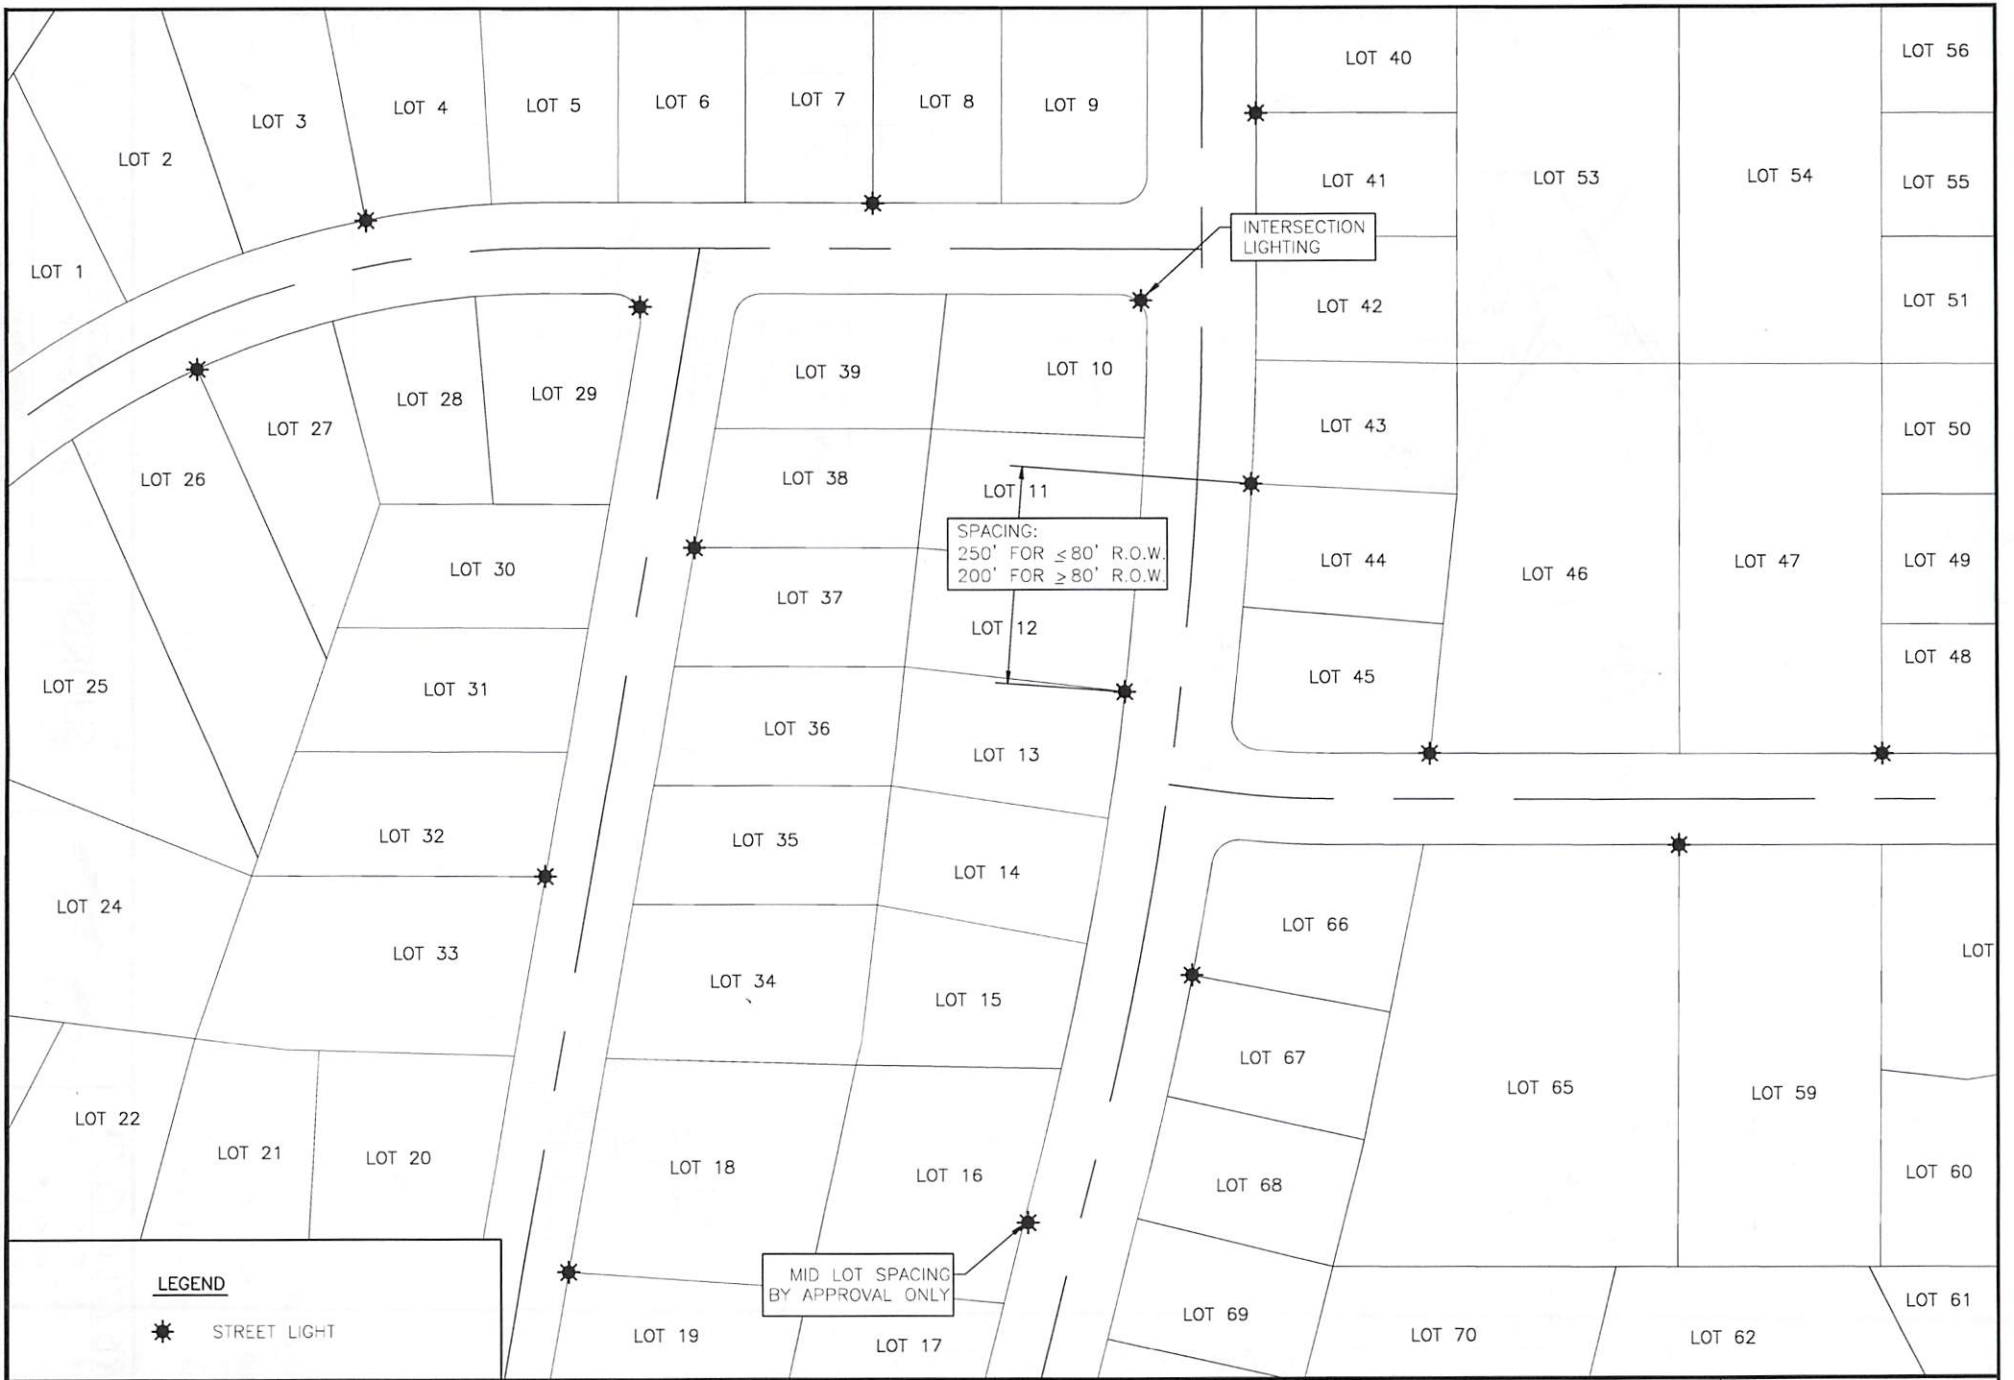 LOT 40
LOT 56
LOT 3
LOT 4
LOT 5
LOT 6
LOT 7
LOT 8
LOT 9
LOT 2
LOT 41
LOT 53
LOT 54
LOT 55
INTERSECTION
LIGHTING
LOT 1
LOT 42
LOT 51
LOT 39
LOT 10
LOT 28
LOT 29
LOT 27
LOT 43
LOT 50
LOT 26
LOT 38
LOT 11
SPACING:
250' FOR ≤80' R.O.W.
200' FOR ≥80' R.O.W.
LOT 30
LOT 44
LOT 46
LOT 47
LOT 49
LOT 37
LOT 12
LOT 25
LOT 31
LOT 45
LOT 48
LOT 36
LOT 13
LOT 32
LOT 35
LOT 14
LOT 24
LOT 66
LOT 33
LOT 34
LOT 15
LOT
LOT 67
LOT 65
LOT 59
LOT 22
LOT 21
LOT 20
LOT 18
LOT 16
LOT 68
LOT 60
MID LOT SPACING
BY APPROVAL ONLY
LOT 69
LOT 61
LOT 19
LOT 17
LOT 70
LOT 62
LEGEND
STREET LIGHT